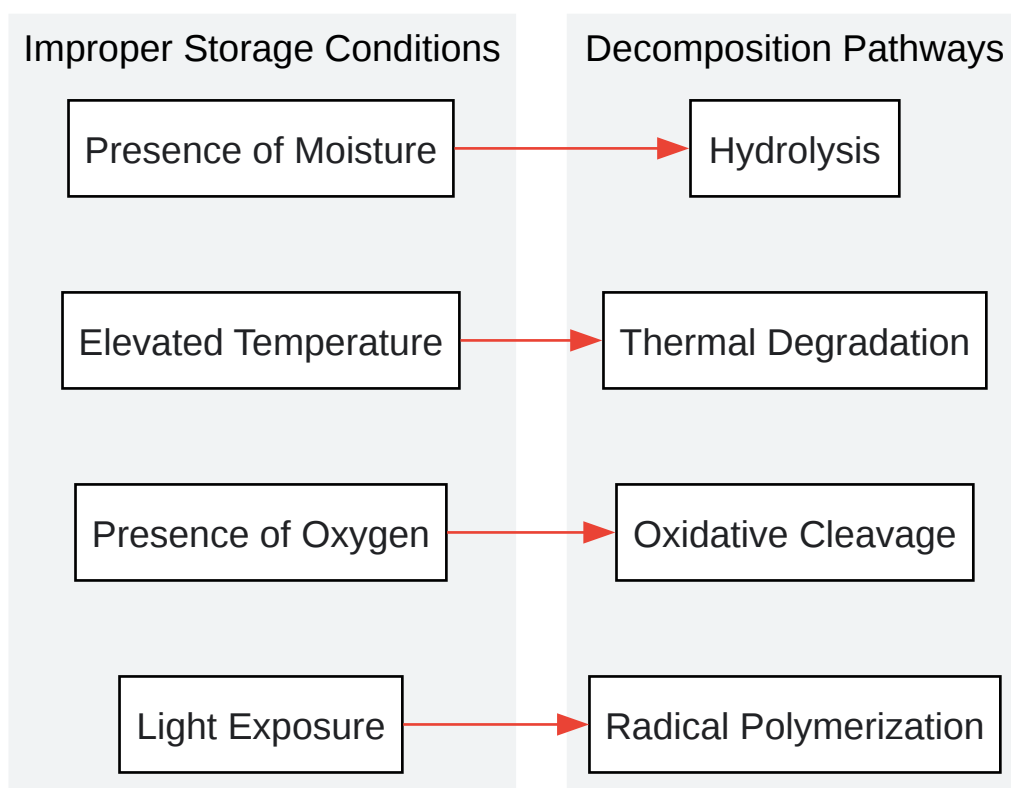 Improper Storage Conditions
Decomposition Pathways
Presence of Moisture
Hydrolysis
Elevated Temperature
Thermal Degradation
Presence of Oxygen
Oxidative Cleavage
Light Exposure
Radical Polymerization